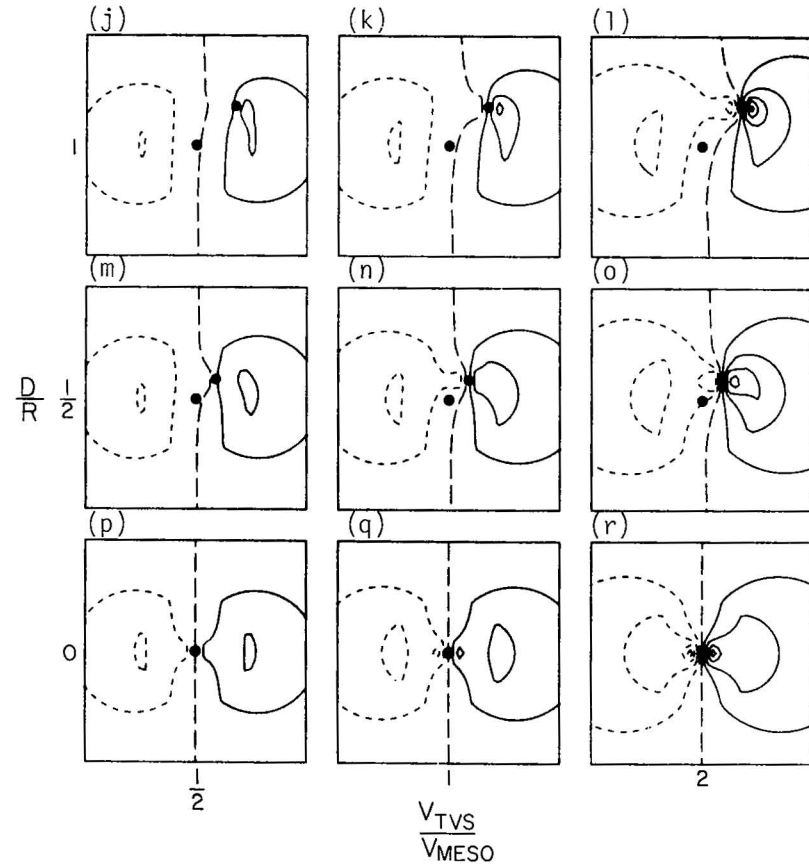 (j) (k) (l)
1
(m) (n) (o)
D/R 1/2
(p) (q) (r)
0
1/2 1 2
V_TVS
V_MESO